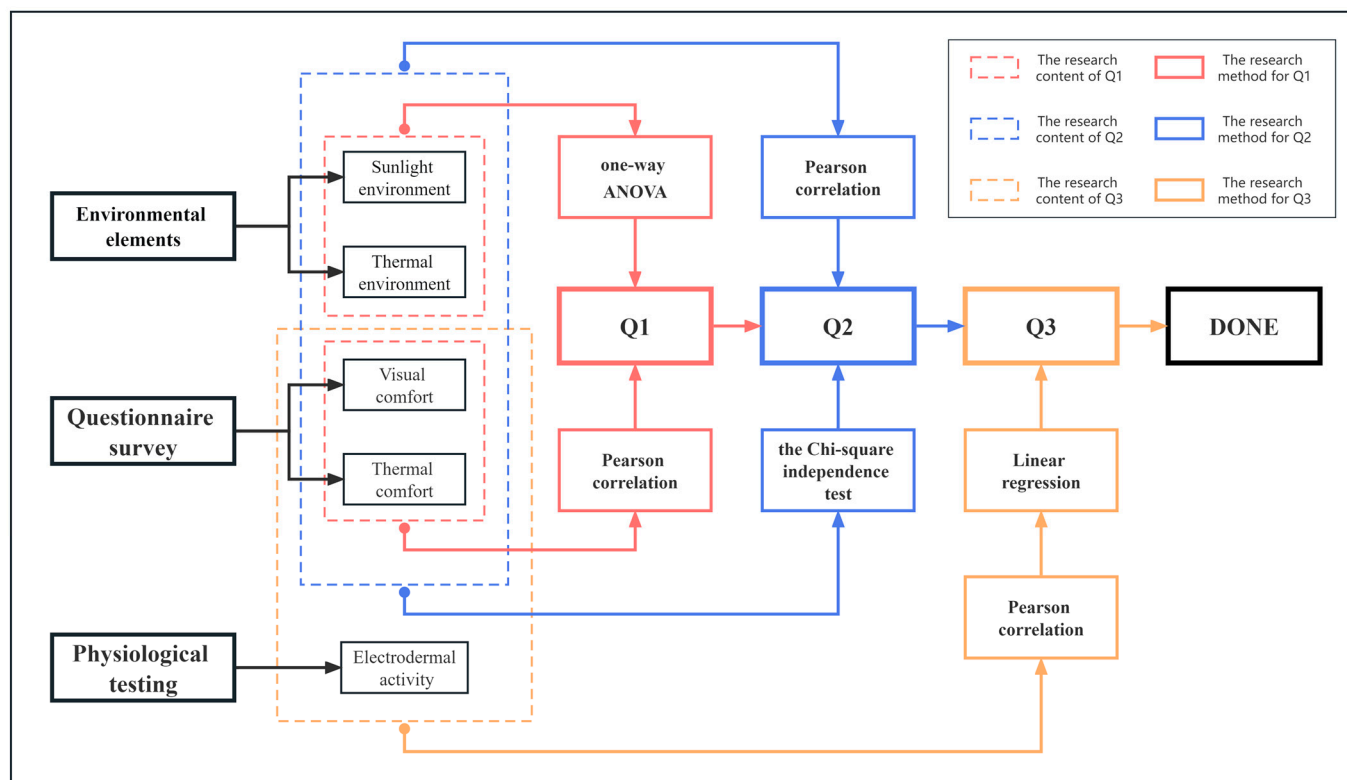 The research
content of Q1
The research
method for Q1
The research
content of Q2
The research
method for Q2
The research
content of Q3
The research
method for Q3
Environmental
elements
Sunlight
environment
Thermal
environment
Questionnaire
survey
Visual
comfort
Thermal
comfort
Physiological
testing
Electrodermal
activity
one-way
ANOVA
Q1
Pearson
correlation
Pearson
correlation
Q2
the Chi-square
independence
test
Q3
Linear
regression
Pearson
correlation
DONE